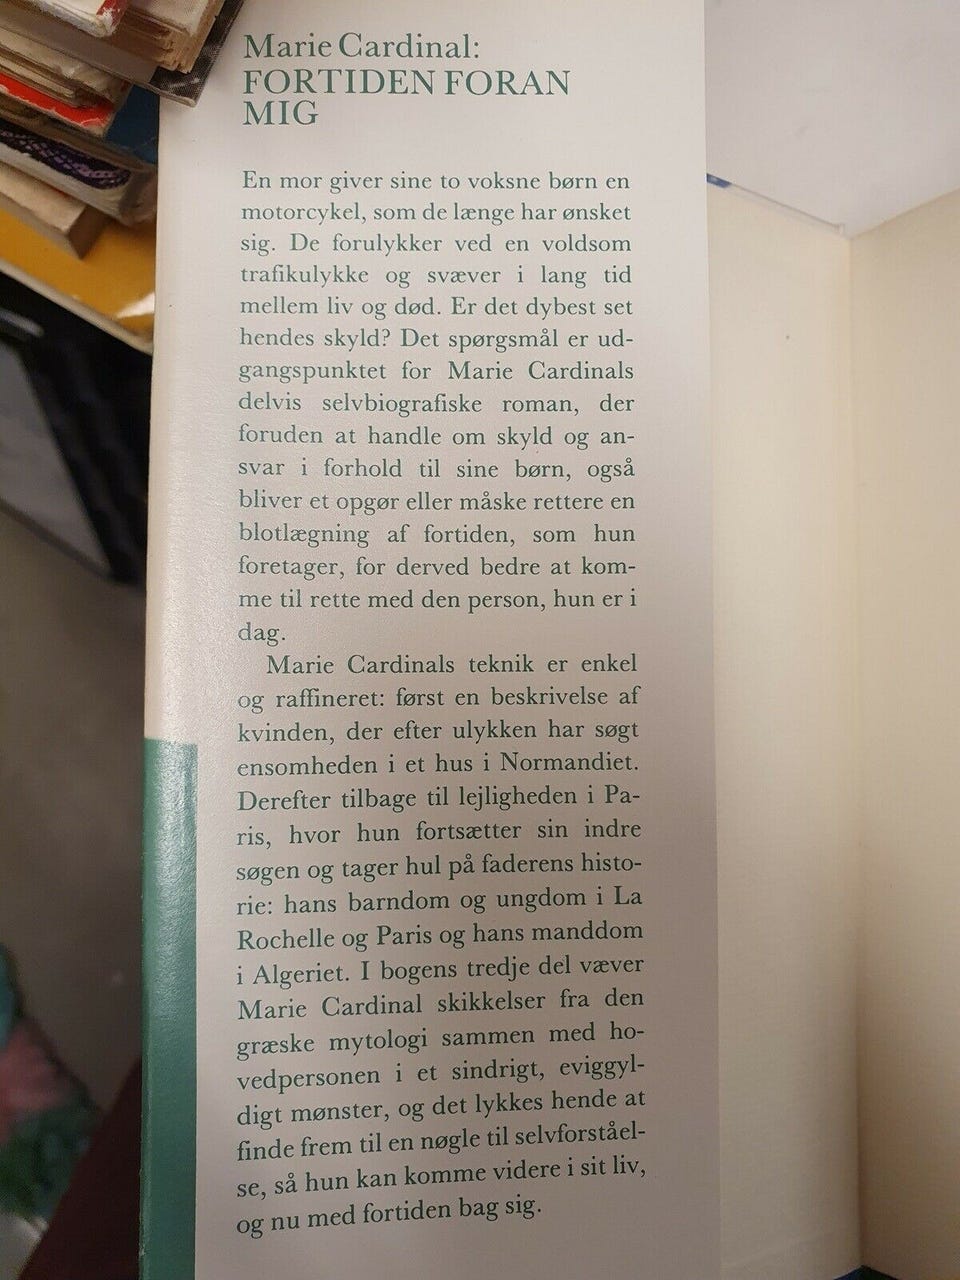 Marie Cardinal:
FORTIDEN FORAN
MIG
En mor giver sine to voksne børn en
motorcykel, som de længe har ønsket
sig. De forulykker ved en voldsom
trafikulykke og svæver i lang tid
mellem liv og død. Er det dybest set
hendes skyld? Det spørgsmål er ud-
gangspunktet for Marie Cardinals
delvis selvbiografiske roman, der
foruden at handle om skyld og an-
svar i forhold til sine børn, også
bliver et opgør eller måske rettere en
blotlægning af fortiden, som hun
foretager, for derved bedre at kom-
me til rette med den person, hun er i
dag.
Marie Cardinals teknik er enkel
og raffineret: først en beskrivelse af
kvinden, der efter ulykken har søgt
ensomheden i et hus i Normandiet.
Derefter tilbage til lejligheden i Pa-
ris, hvor hun fortsætter sin indre
søgen og tager hul på faderens histo-
rie: hans barndom og ungdom i La
Rochelle og Paris og hans manddom
i Algeriet. I bogens tredje del væver
Marie Cardinal skikkelser fra den
græske mytologi sammen med ho-
vedpersonen i et sindrigt, eviggyl-
digt mønster, og det lykkes hende at
finde frem til en nøgle til selvforståel-
se, så hun kan komme videre i sit liv,
og nu med fortiden bag sig.